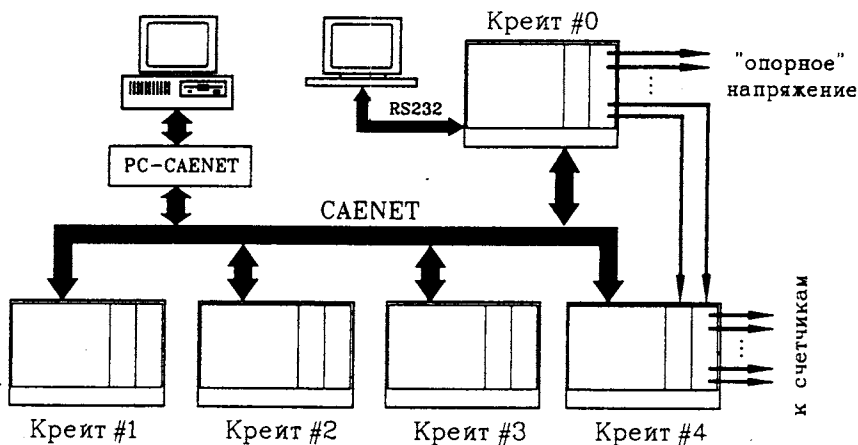 Крейт #0
"опорное"
напряжение
RS232
PC-CAENET
CAENET
к счетчикам
Крейт #1
Крейт #2
Крейт #3
Крейт #4